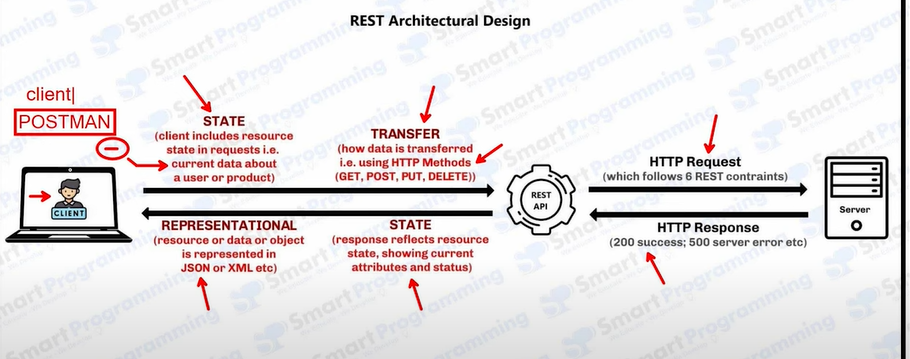 REST Architectural Design
client|
POSTMAN
STATE
(client includes resource
state in requests i.e.
current data about
a user or product)
TRANSFER
(how data is transferred
i.e. using HTTP Methods
(GET, POST, PUT, DELETE))
HTTP Request
(which follows 6 REST contraints)
CLIENT
REST
API
Server
REPRESENTATIONAL
(resource or data or object
is represented in
JSON or XML etc)
STATE
(response reflects resource
state, showing current
attributes and status)
HTTP Response
(200 success; 500 server error etc)
Smart Programming